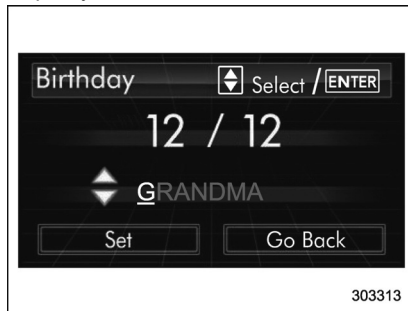 Birthday Select / ENTER
12 / 12
GRANDMA
Set Go Back
303313